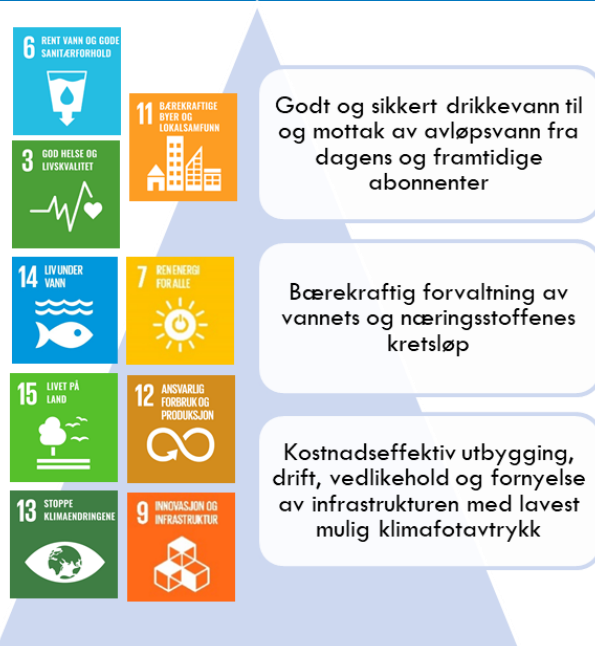 6 RENT VANN OG GODE
SANITÆRFORHOLD
11 BÆREKRAFTIGE
BYER OG
LOKALSAMFUNN
3 GOD HELSE OG
LIVSKVALITET
Godt og sikkert drikkevann til
og mottak av avløpsvann fra
dagens og framtidige
abonnenter
14 LIV UNDER
VANN
7 REN ENERGI
FOR ALLE
Bærekraftig forvaltning av
vannets og næringsstoffenes
kretsløp
15 LIVET PÅ
LAND
12 ANSVARLIG
FORBRUK OG
PRODUKSJON
13 STOPPE
KLIMAENDRINGENE
9 INNOVASJON OG
INFRASTRUKTUR
Kostnadseffektiv utbygging,
drift, vedlikehold og fornyelse
av infrastrukturen med lavest
mulig klimafotavtrykk